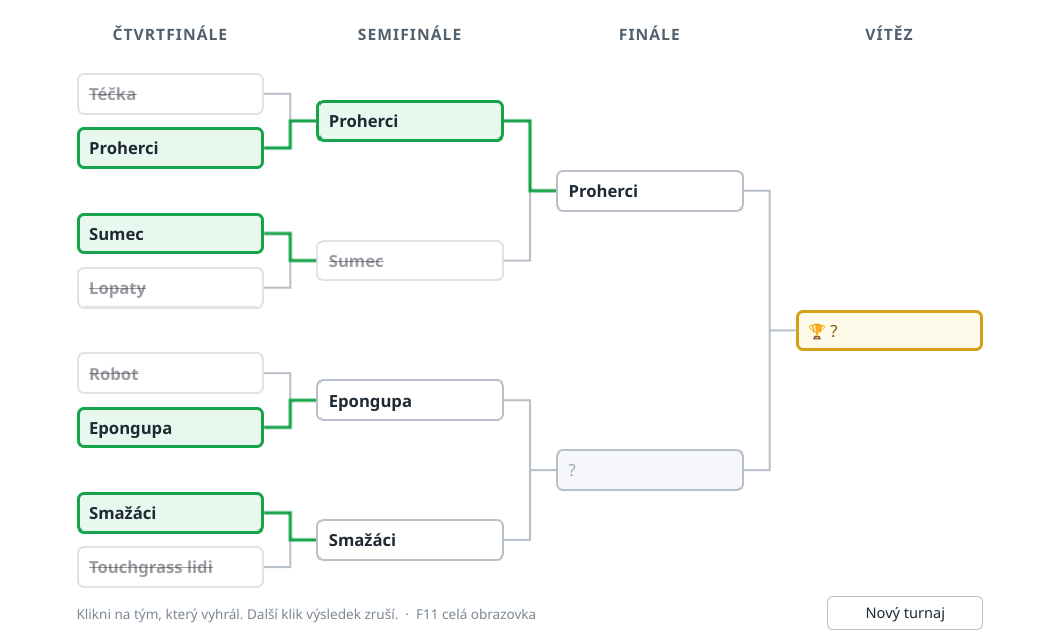 ČTVRTFINÁLE
SEMIFINÁLE
FINÁLE
VÍTĚZ
Téčka
Proherci
Sumec
Lopaty
Robot
Epongupa
Smažáci
Touchgrass lidi
Proherci
Sumec
Epongupa
Smažáci
Proherci
?
🏆 ?
Klikni na tým, který vyhrál. Další klik výsledek zruší. · F11 celá obrazovka
Nový turnaj